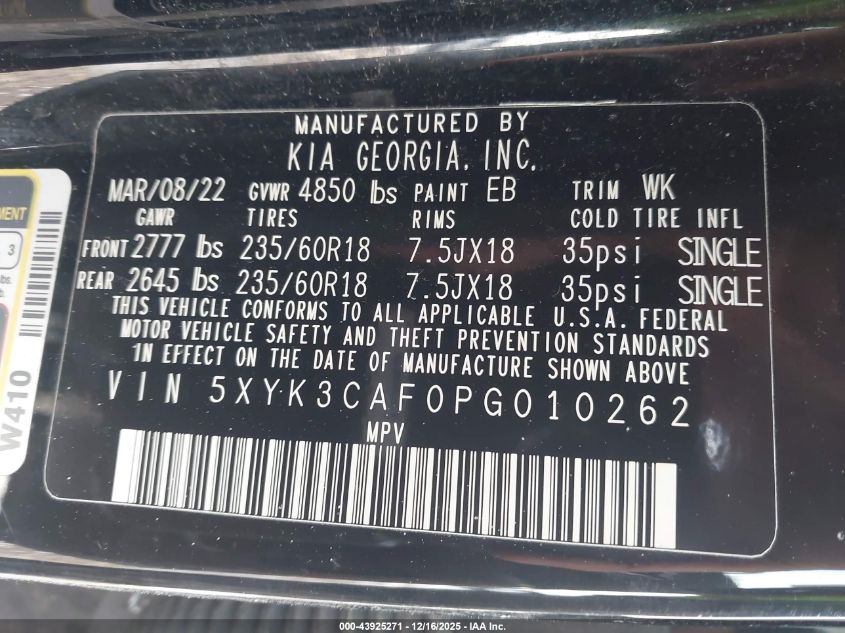 MANUFACTURED BY
KIA GEORGIA, INC.
MAR/08/22 GVWR 4850 lbs PAINT EB TRIM WK
GAWR TIRES RIMS COLD TIRE INFL
FRONT 2777 lbs 235/60R18 7.5JX18 35psi SINGLE
REAR 2645 lbs 235/60R18 7.5JX18 35psi SINGLE
THIS VEHICLE CONFORMS TO ALL APPLICABLE U.S.A. FEDERAL
MOTOR VEHICLE SAFETY AND THEFT PREVENTION STANDARDS
IN EFFECT ON THE DATE OF MANUFACTURE SHOWN ABOVE
VIN 5XYK3CAF0PG010262
MPV
MENT
3
lbs.
W410
000-43925271 - 12/16/2025 - IAA Inc.